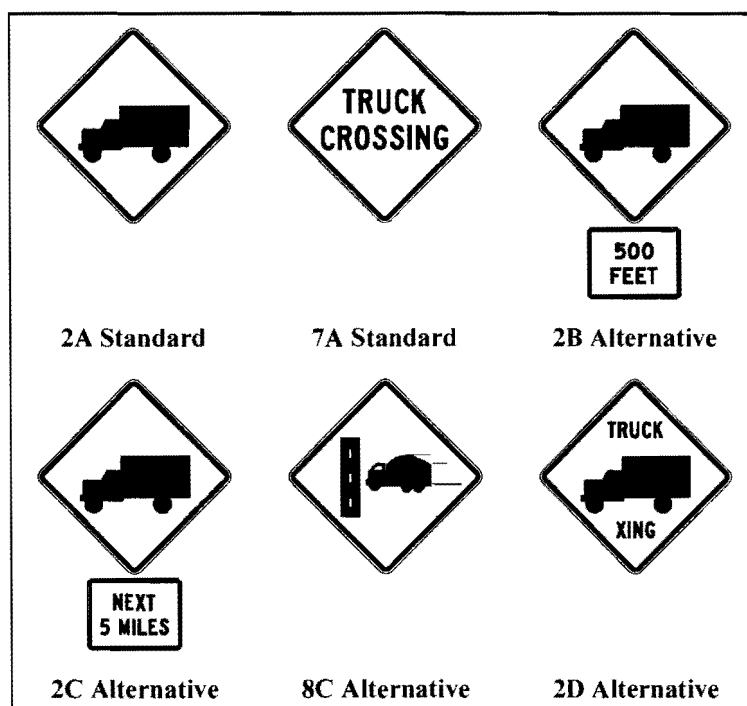 TRUCK
CROSSING
500
FEET
2A Standard
7A Standard
2B Alternative
TRUCK
XING
NEXT
5 MILES
2C Alternative
8C Alternative
2D Alternative